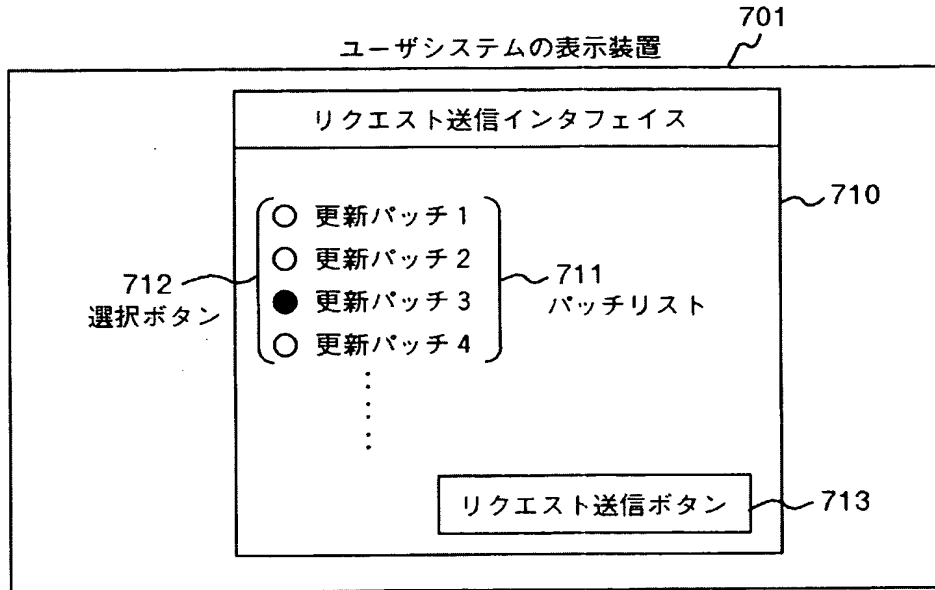 701
ユーザシステムの表示装置
リクエスト送信インタフェイス
710
更新パッチ1
更新パッチ2
更新パッチ3
更新パッチ4
712
選択ボタン
711
パッチリスト
リクエスト送信ボタン
713